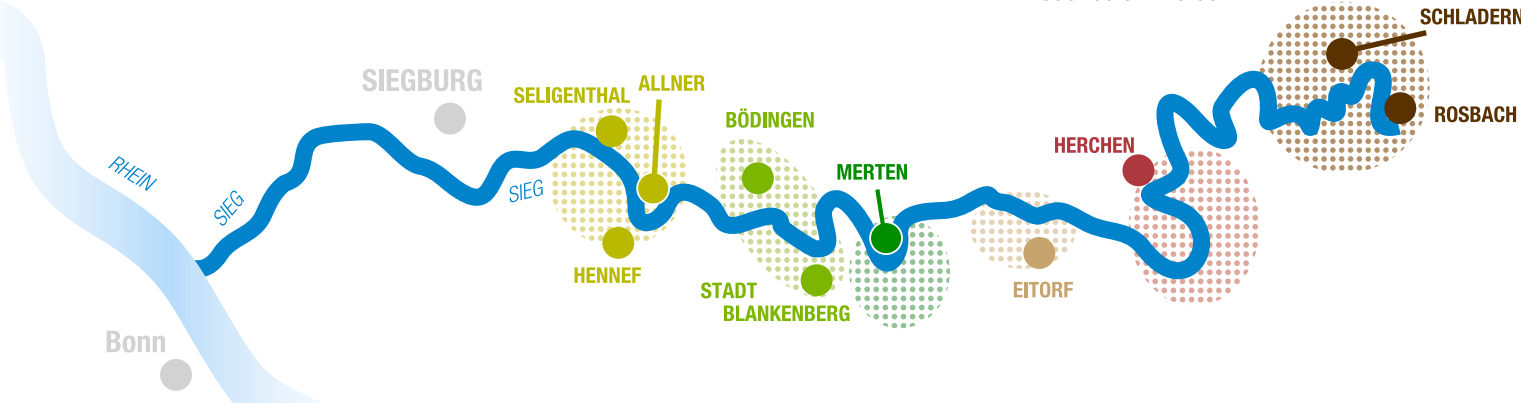 SCHLADERN
SIEGBURG
SELIGENTHAL
ALLNER
BÖDINGEN
ROSBACH
HERCHEN
MERTEN
RHEIN
SIEG
SIEG
HENNEF
STADT
BLANKENBERG
EITORF
Bonn